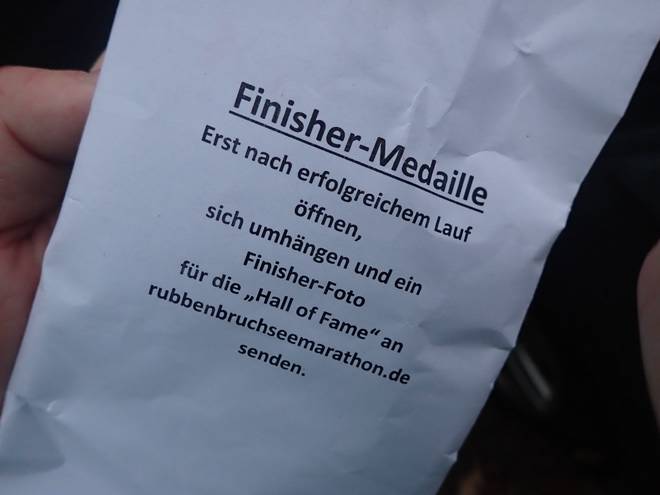 Finisher-Medaille
Erst nach erfolgreichem Lauf
öffnen,
sich umhängen und ein
Finisher-Foto
für die „Hall of Fame“ an
rubbenbruchseemarathon.de
senden.